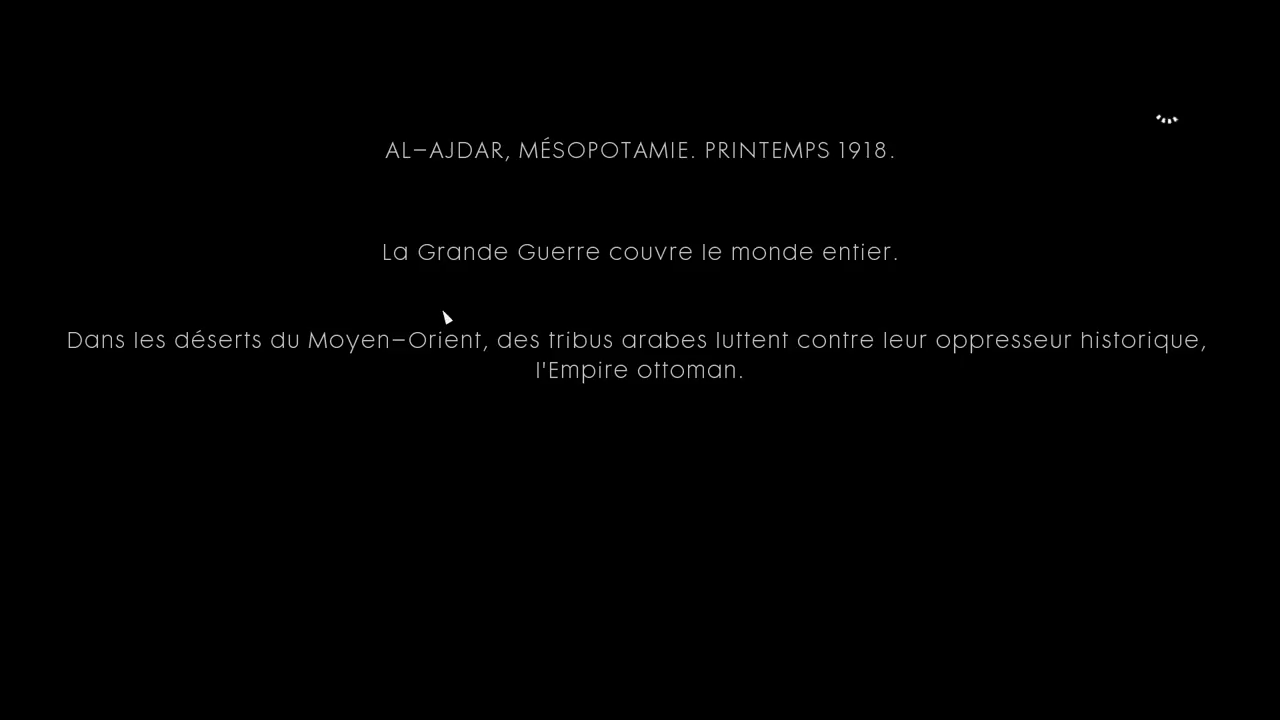 AL-AJDAR, MÉSOPOTAMIE. PRINTEMPS 1918.
La Grande Guerre couvre le monde entier.
Dans les déserts du Moyen-Orient, des tribus arabes luttent contre leur oppresseur historique,
l'Empire ottoman.